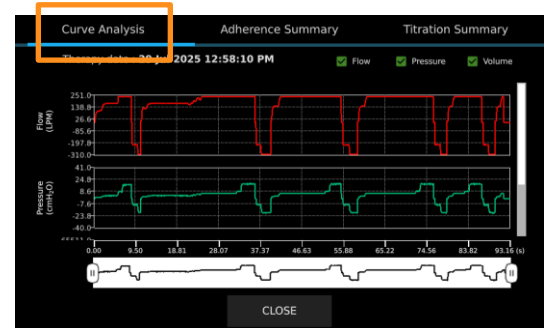 Curve Analysis Adherence Summary Titration Summary
2025 12:58:10 PM Flow Pressure Volume
251.0
138.8
26.6
-85.6
-197.8
-310.0
Flow
(LPM)
41.0
24.8
8.6
-7.6
-23.8
-40.0
Pressure
(cmH₂O)
0.00 9.50 18.81 28.07 37.37 46.63 55.88 65.22 74.56 83.82 93.16 (s)
CLOSE